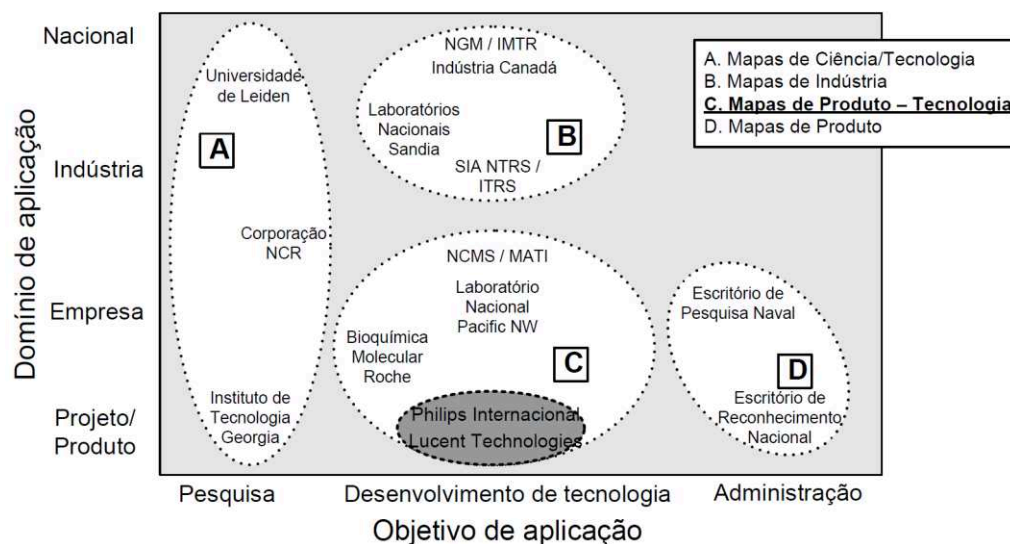 Nacional
NGM / IMTR
Indústria Canadá
A. Mapas de Ciência/Tecnologia
B. Mapas de Indústria
C. Mapas de Produto – Tecnologia
D. Mapas de Produto
Universidade
de Leiden
Laboratórios
Nacionais
Sandia
A
B
Indústria
SIA NTRS /
ITRS
Domínio de aplicação
Corporação
NCR
NCMS / MATI
Laboratório
Nacional
Pacific NW
Empresa
Escritório de
Pesquisa Naval
Bioquímica
Molecular
Roche
C
D
Instituto de
Tecnologia
Georgia
Escritório de
Reconhecimento
Nacional
Projeto/
Produto
Philips Internacional
Lucent Technologies
Pesquisa
Desenvolvimento de tecnologia
Administração
Objetivo de aplicação